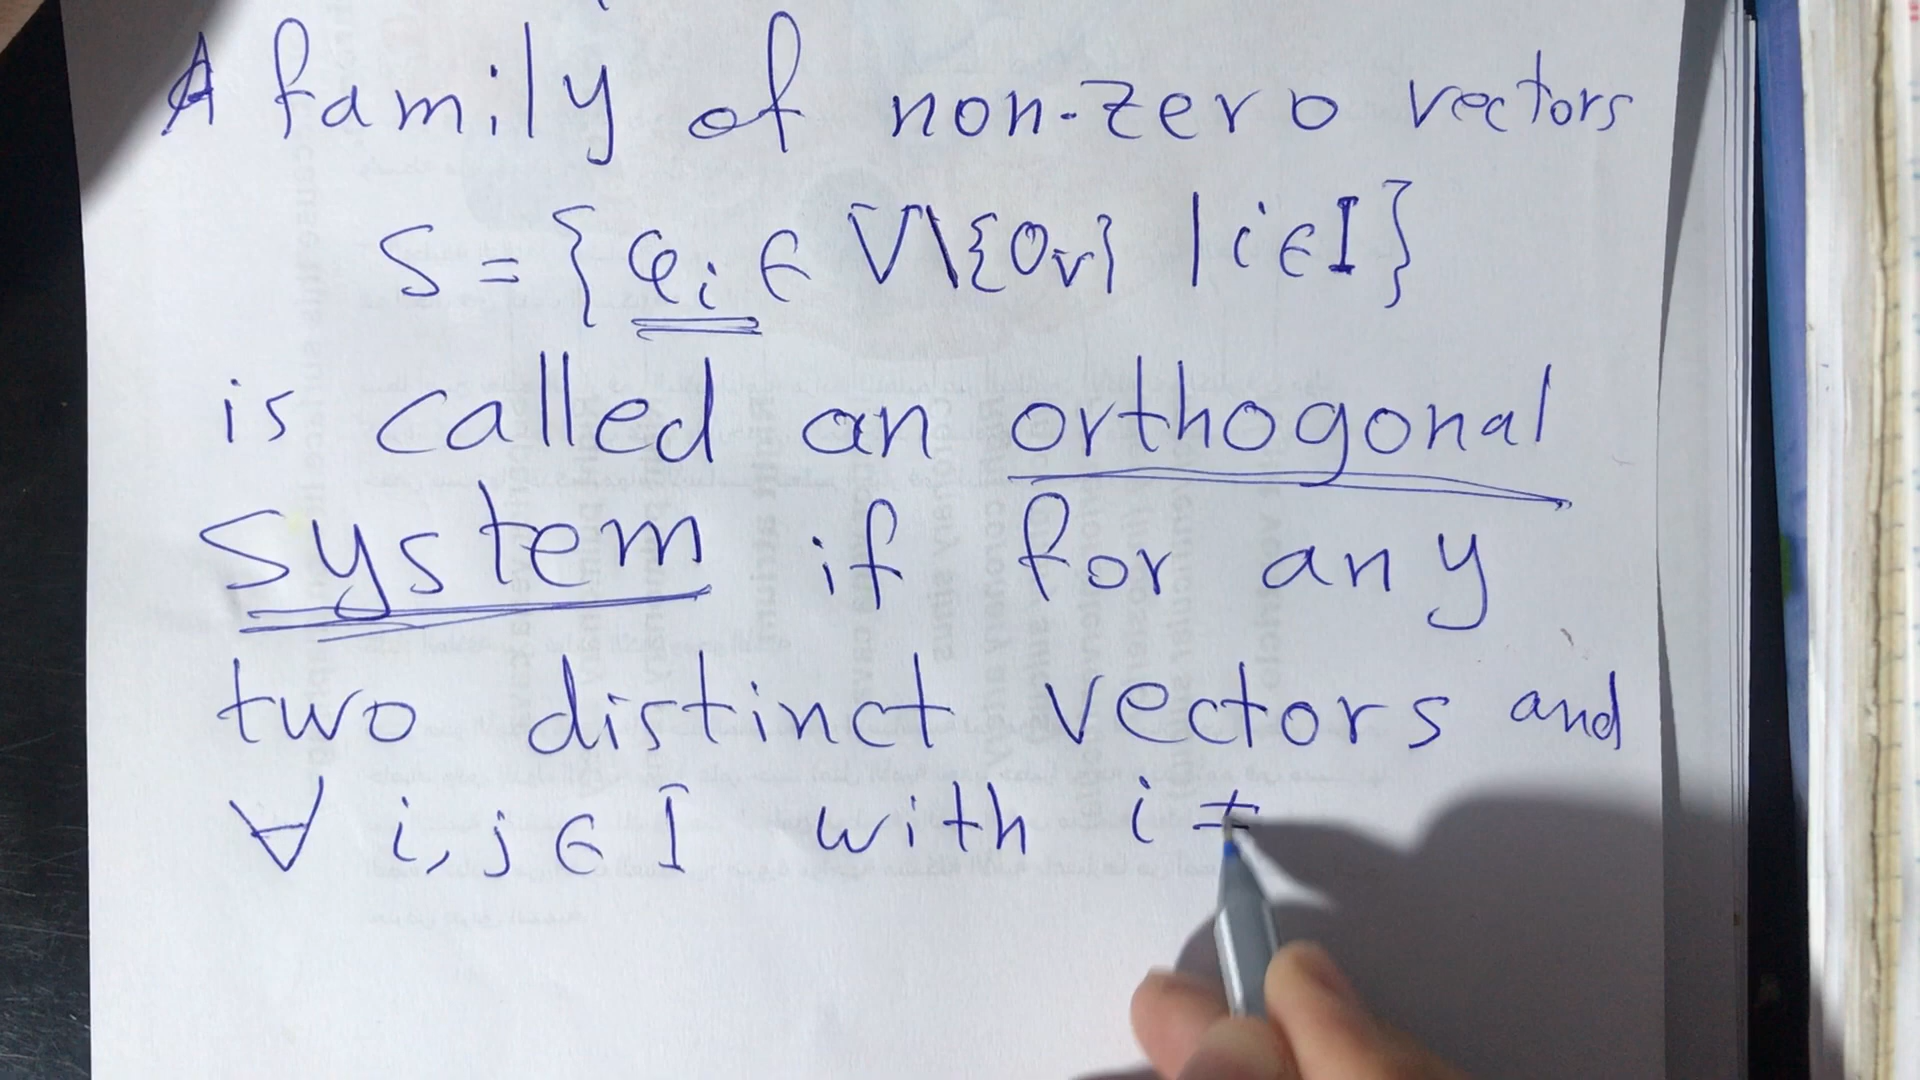 A family of non-zero vectors
S = {φi ∈ V\{0v} | i ∈ I}
is called an orthogonal
system if for any
two distinct vectors and
∀ i, j ∈ I with i ≠